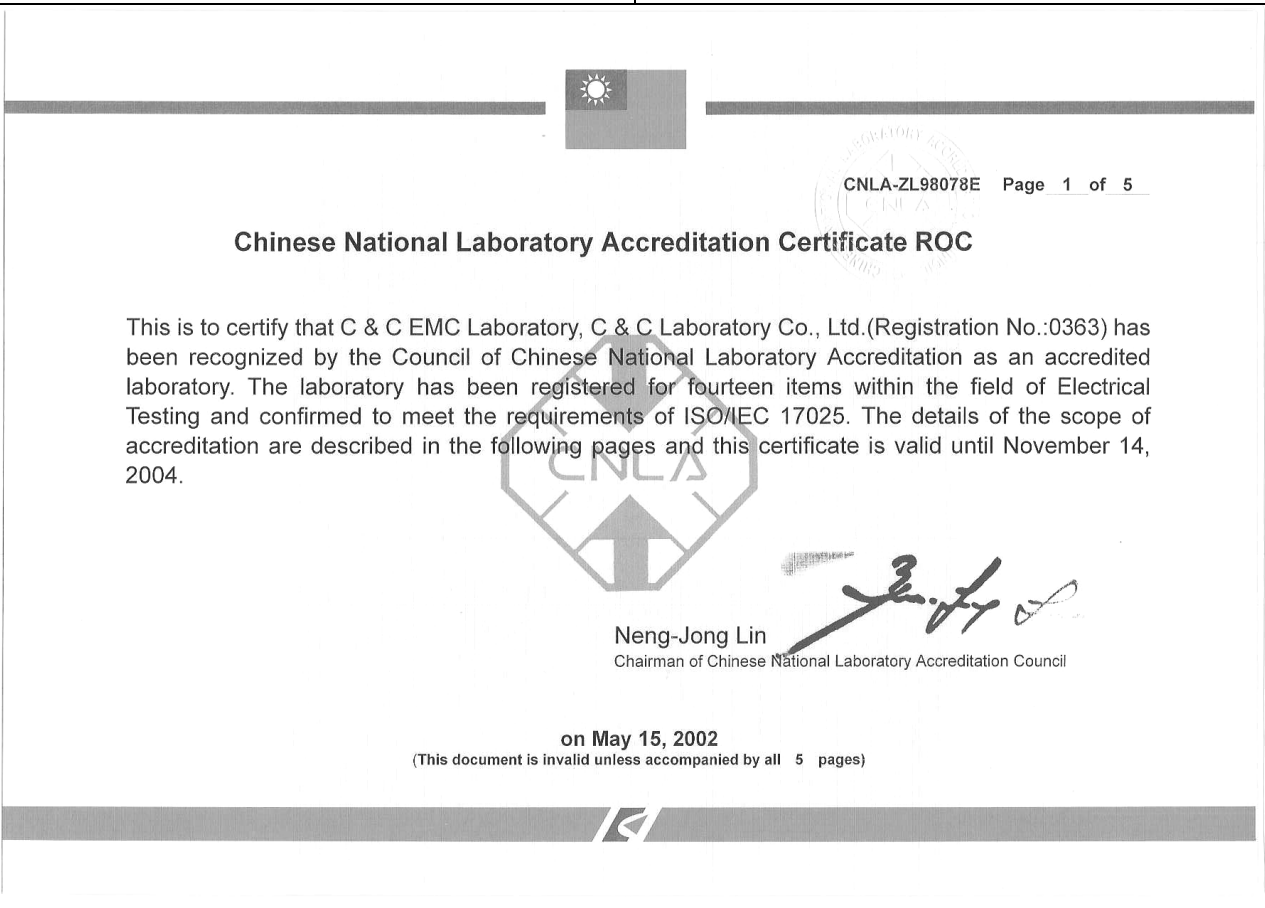 CNLA-ZL98078E Page 1 of 5
Chinese National Laboratory Accreditation Certificate ROC
This is to certify that C & C EMC Laboratory, C & C Laboratory Co., Ltd.(Registration No.:0363) has
been recognized by the Council of Chinese National Laboratory Accreditation as an accredited
laboratory. The laboratory has been registered for fourteen items within the field of Electrical
Testing and confirmed to meet the requirements of ISO/IEC 17025. The details of the scope of
accreditation are described in the following pages and this certificate is valid until November 14,
2004.
CNLA
Neng-Jong Lin
Chairman of Chinese National Laboratory Accreditation Council
on May 15, 2002
(This document is invalid unless accompanied by all 5 pages)